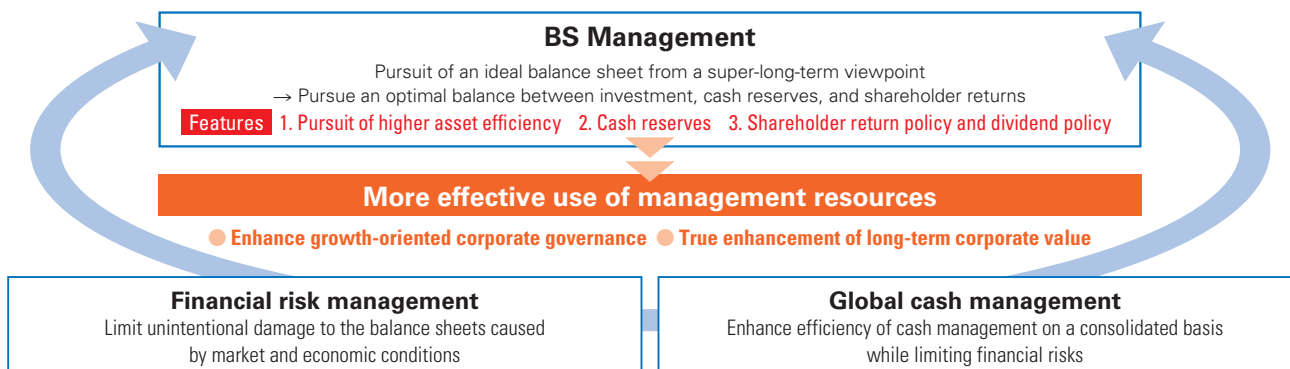 BS Management
Pursuit of an ideal balance sheet from a super-long-term viewpoint
→ Pursue an optimal balance between investment, cash reserves, and shareholder returns
Features 1. Pursuit of higher asset efficiency 2. Cash reserves 3. Shareholder return policy and dividend policy
More effective use of management resources
● Enhance growth-oriented corporate governance ● True enhancement of long-term corporate value
Financial risk management
Limit unintentional damage to the balance sheets caused
by market and economic conditions
Global cash management
Enhance efficiency of cash management on a consolidated basis
while limiting financial risks